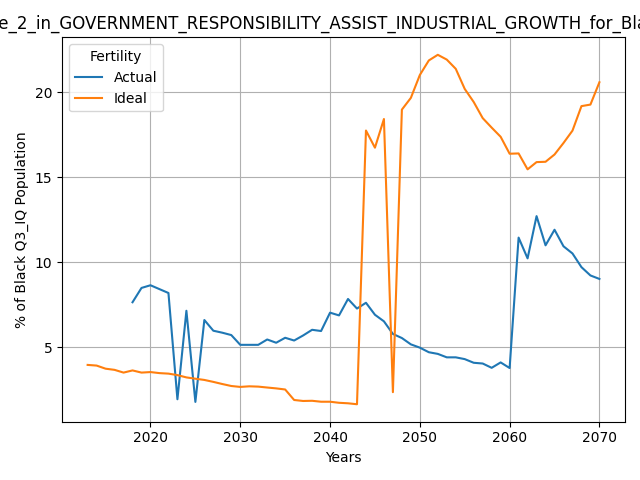 e_2_in_GOVERNMENT_RESPONSIBILITY_ASSIST_INDUSTRIAL_GROWTH_for_Bla
Fertility
Actual
Ideal
% of Black Q3_IQ Population
20
15
10
5
2020 2030 2040 2050 2060 2070
Years